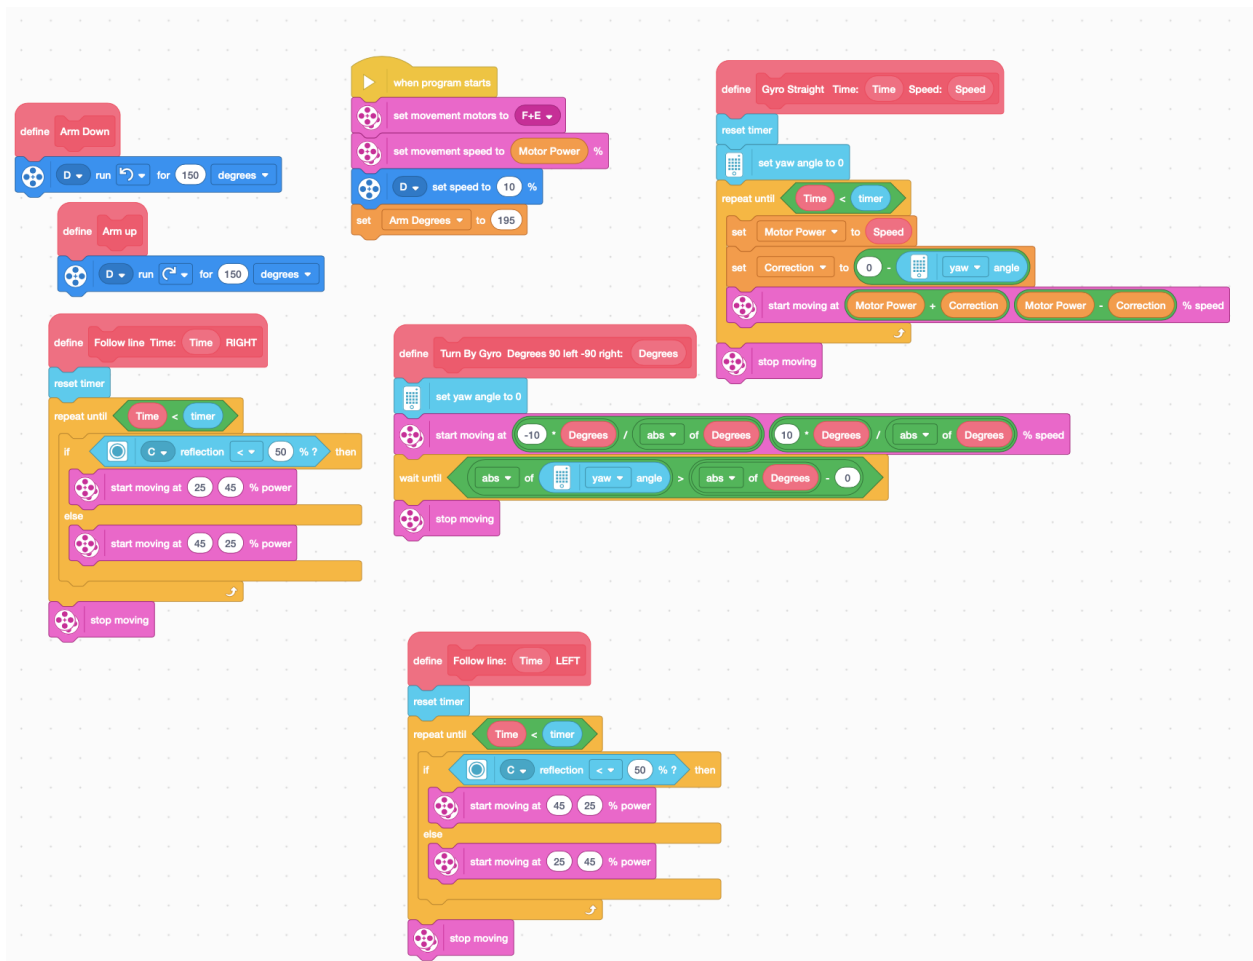 define Arm Down
D run for 150 degrees
define Arm up
D run for 150 degrees
when program starts
set movement motors to F+E
set movement speed to Motor Power %
D set speed to 10 %
set Arm Degrees to 195
define Gyro Straight Time: Time Speed: Speed
reset timer
set yaw angle to 0
repeat until Time < timer
set Motor Power to Speed
set Correction to 0 - yaw angle
start moving at Motor Power + Correction Motor Power - Correction % speed
stop moving
define Follow line Time: Time RIGHT
reset timer
repeat until Time < timer
if C reflection < 50 % ? then
start moving at 25 45 % power
else
start moving at 45 25 % power
stop moving
define Turn By Gyro Degrees 90 left -90 right: Degrees
set yaw angle to 0
start moving at -10 * Degrees / abs of Degrees 10 * Degrees / abs of Degrees % speed
wait until abs of yaw angle > abs of Degrees - 0
stop moving
define Follow line: Time LEFT
reset timer
repeat until Time < timer
if C reflection < 50 % ? then
start moving at 45 25 % power
else
start moving at 25 45 % power
stop moving